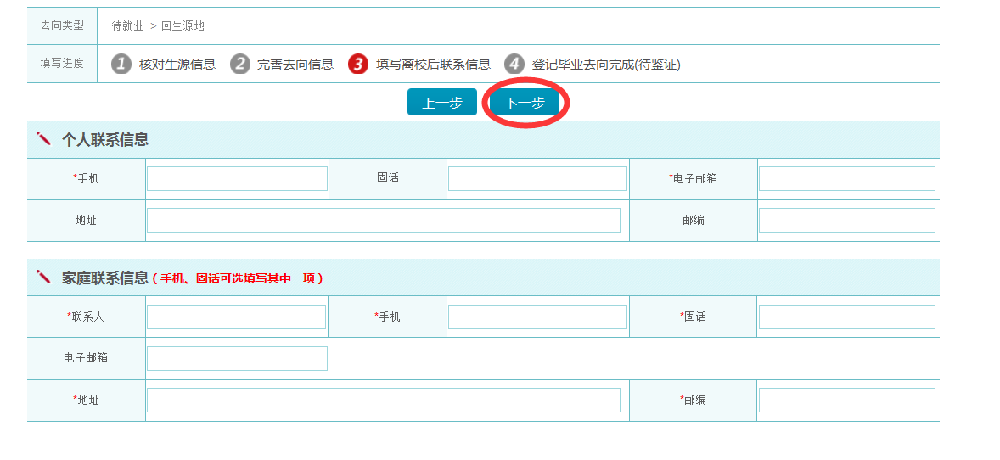 去向类型 待就业 > 回生源地
填写进度 1 核对生源信息 2 完善去向信息 3 填写离校后联系信息 4 登记毕业去向完成(待鉴证)
上一步 下一步
个人联系信息
*手机 固话 *电子邮箱
地址 邮编
家庭联系信息(手机、固话可选填写其中一项)
*联系人 *手机 *固话
电子邮箱
*地址 *邮编